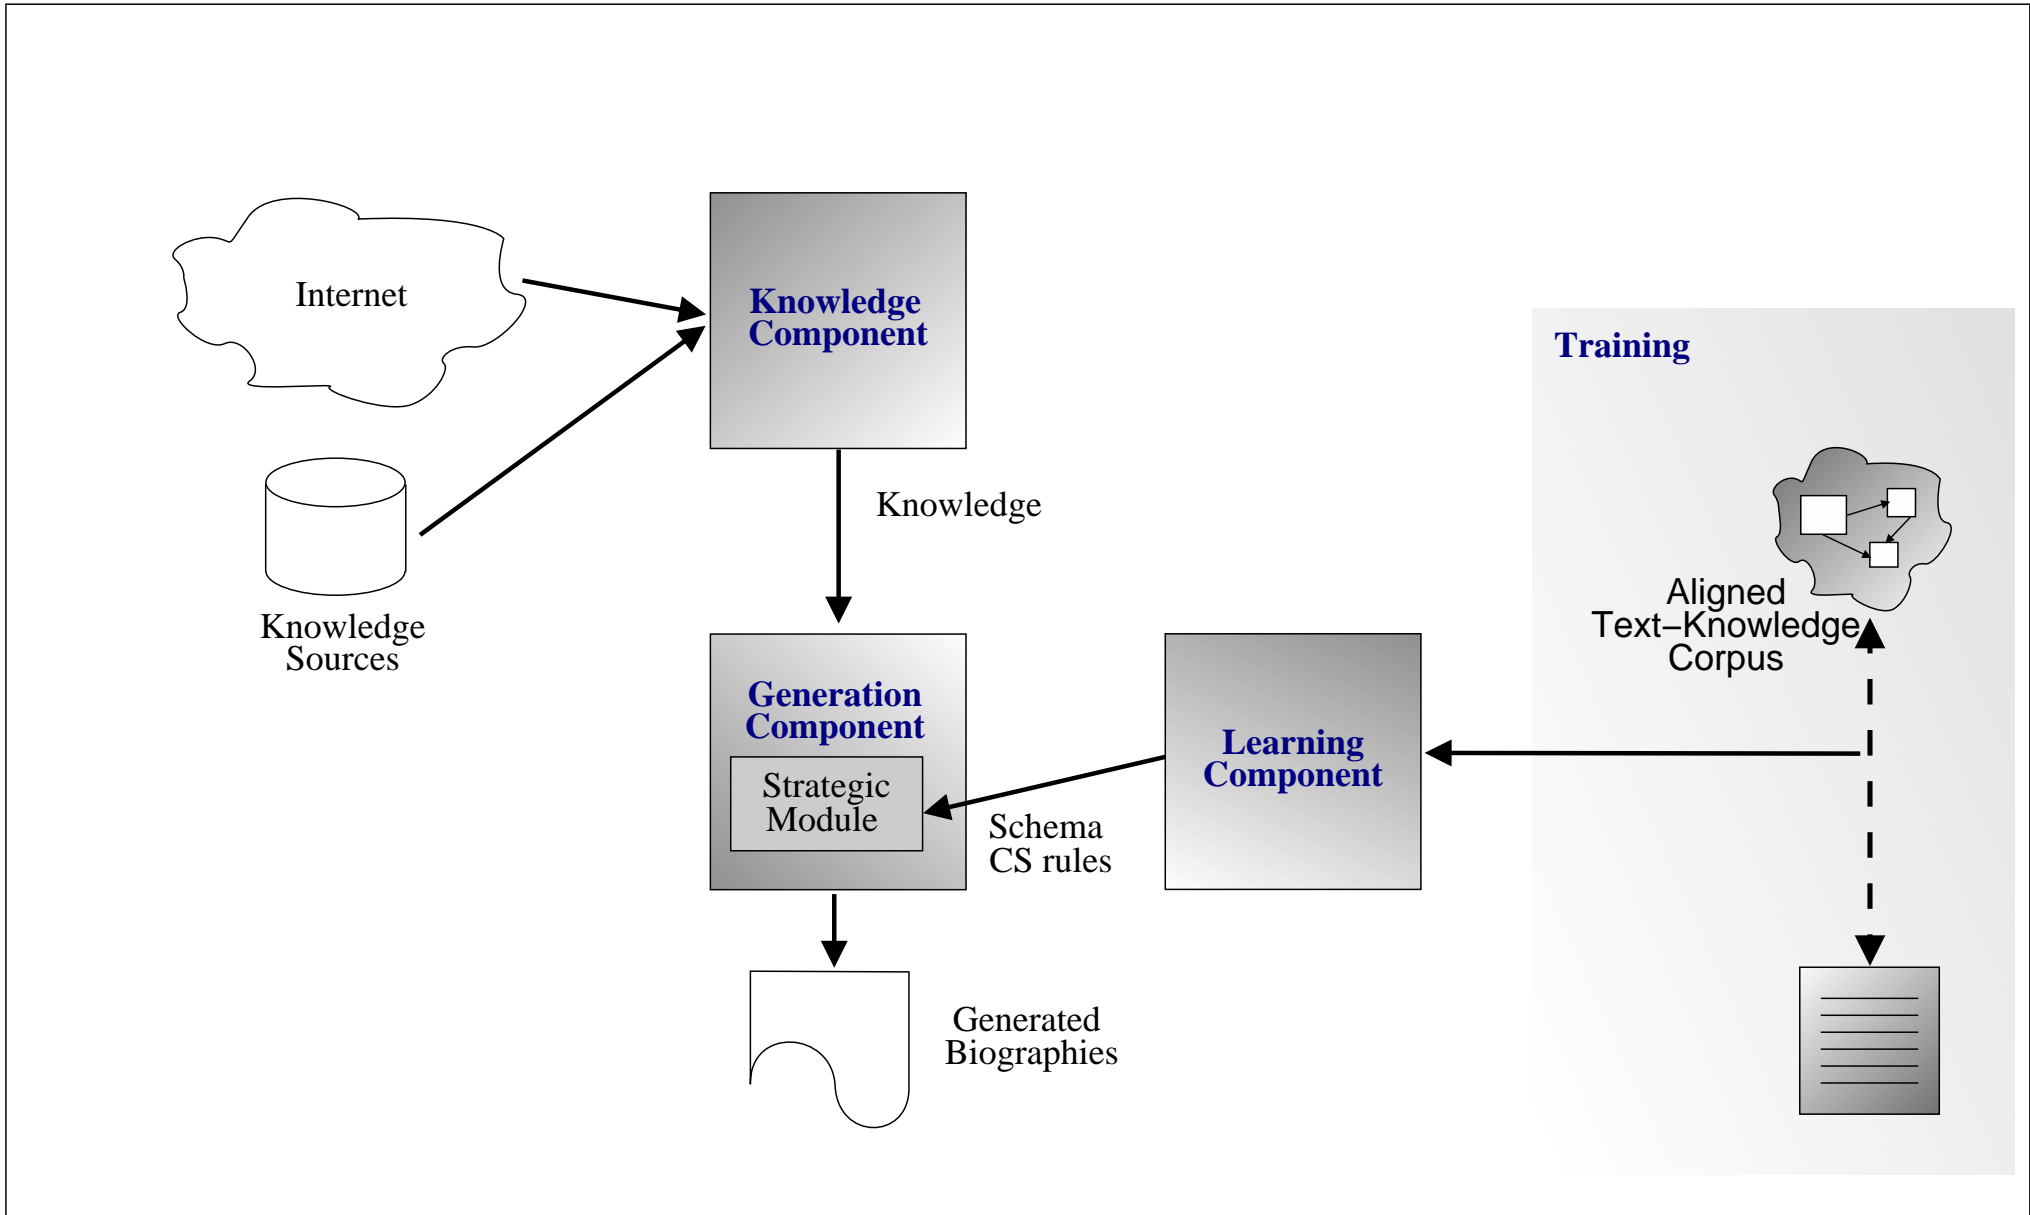 Internet
Knowledge
Component
Training
Knowledge
Knowledge
Sources
Aligned
Text–Knowledge
Corpus
Generation
Component
Strategic
Module
Learning
Component
Schema
CS rules
Generated
Biographies